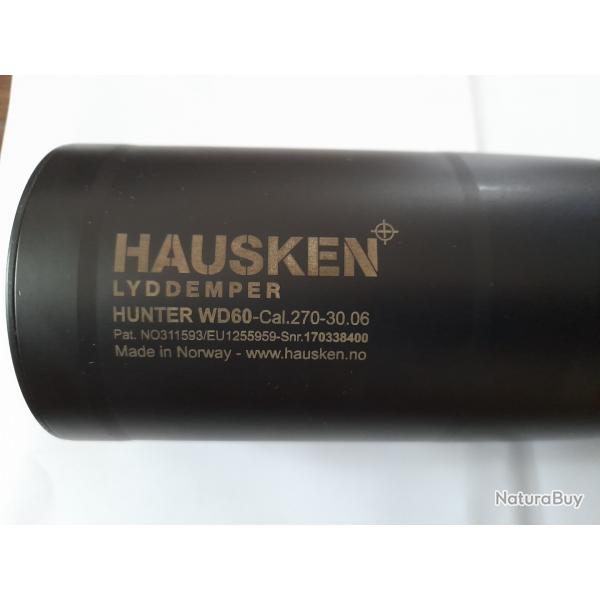 HAUSKEN
LYDDEMPER
HUNTER WD60-Cal.270-30.06
Pat. NO311593/EU1255959-Snr.170338400
Made in Norway - www.hausken.no
NaturaBuy